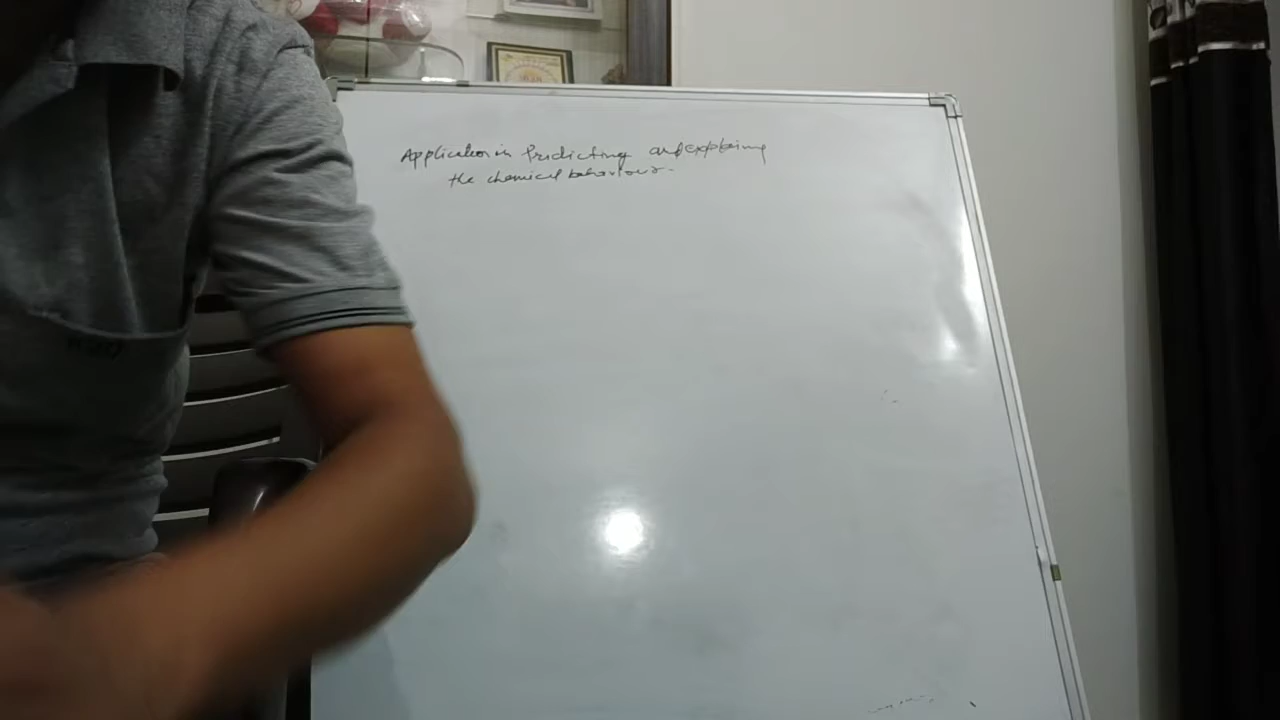 Application in Predicting and explaining
the chemical behaviour.